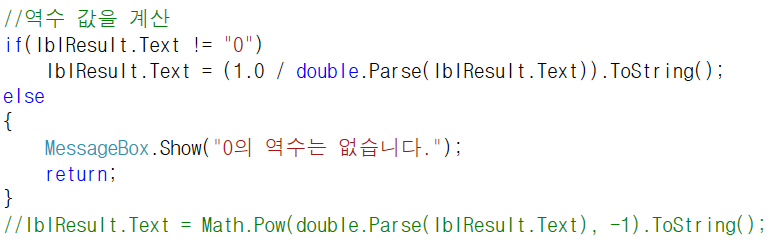 //역수 값을 계산
if(lblResult.Text != "0")
    lblResult.Text = (1.0 / double.Parse(lblResult.Text)).ToString();
else
{
    MessageBox.Show("0의 역수는 없습니다.");
    return;
}
//lblResult.Text = Math.Pow(double.Parse(lblResult.Text), -1).ToString();